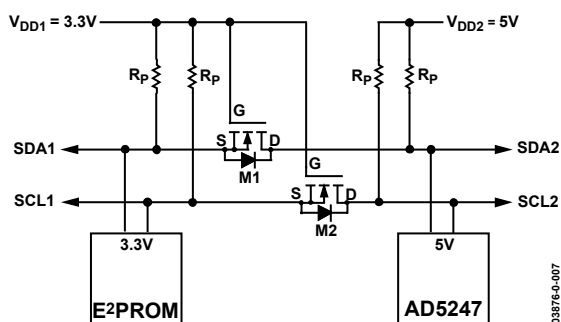 VDD1 = 3.3V
VDD2 = 5V
RP
RP
RP
RP
G
SDA1
S
D
M1
G
SDA2
SCL1
S
D
M2
SCL2
3.3V
E2PROM
5V
AD5247
03876-0-007